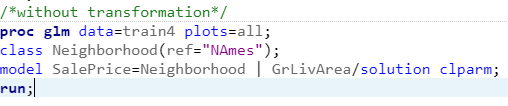 /*without transformation*/
proc glm data=train4 plots=all;
class Neighborhood(ref="NAmes");
model SalePrice=Neighborhood | GrLivArea/solution clparm;
run;